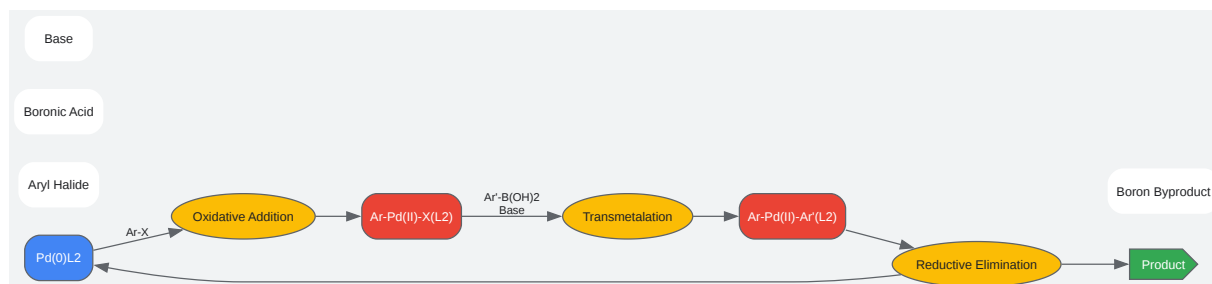 Base
Boronic Acid
Aryl Halide
Pd(0)L2
Ar-X
Oxidative Addition
Ar-Pd(II)-X(L2)
Ar'-B(OH)2
Base
Transmetalation
Ar-Pd(II)-Ar'(L2)
Reductive Elimination
Boron Byproduct
Product